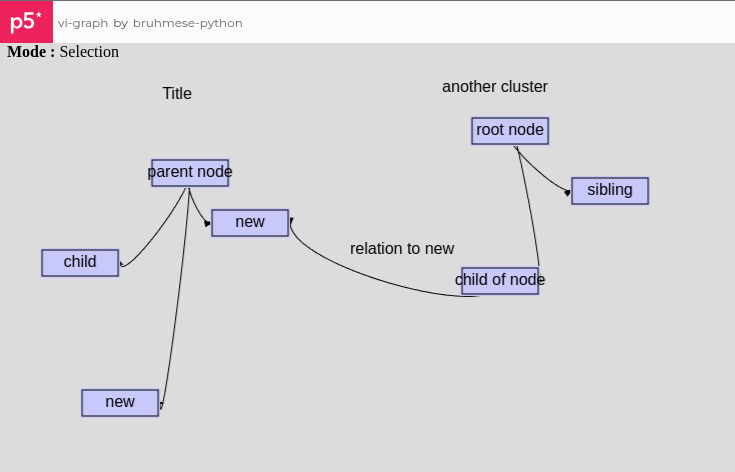 p5* vi-graph by bruhmese-python
Mode : Selection
Title
another cluster
root node
parent node
sibling
new
relation to new
child
child of node
new